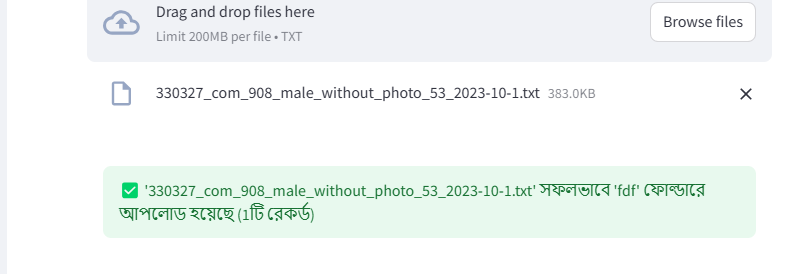 Drag and drop files here
Limit 200MB per file • TXT
Browse files
330327_com_908_male_without_photo_53_2023-10-1.txt 383.0KB
✅ '330327_com_908_male_without_photo_53_2023-10-1.txt' সফলভাবে 'fdf' ফোল্ডারে
আপলোড হয়েছে (1টি রেকর্ড)